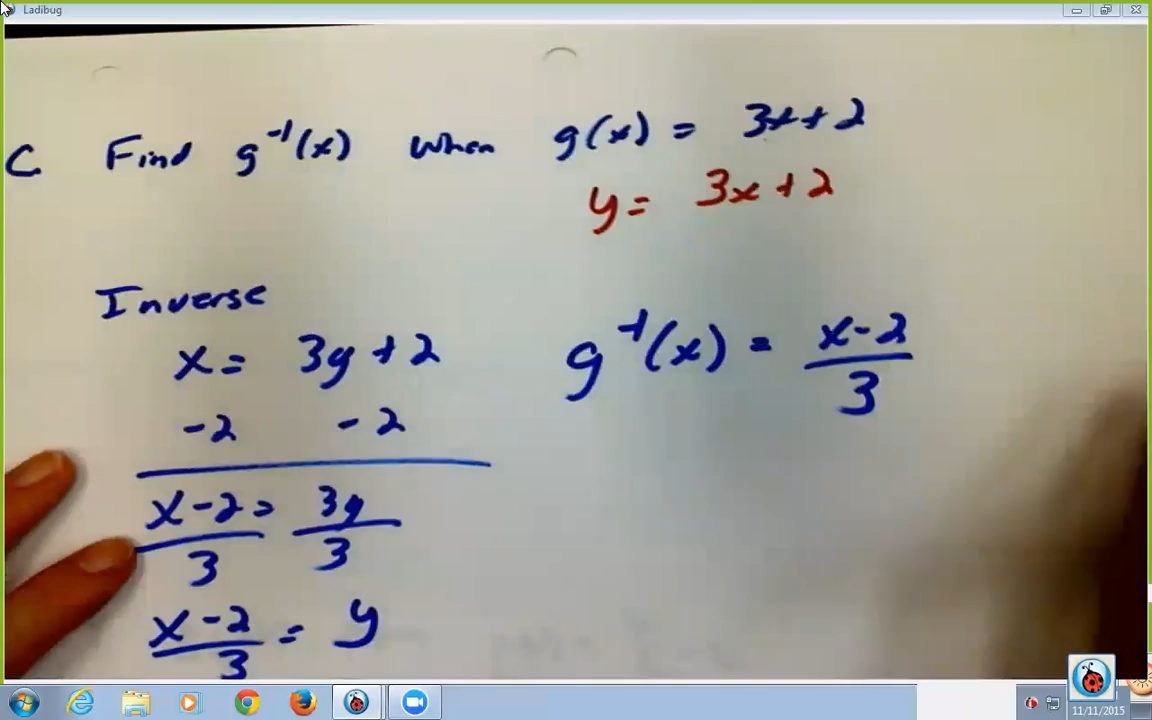 Ladibug
C Find g⁻¹(x) when g(x) = 3x+2
y = 3x+2
Inverse
x = 3y+2
-2 -2
x-2/3 = 3y/3
x-2/3 = y
g⁻¹(x) = x-2/3
11/11/2015